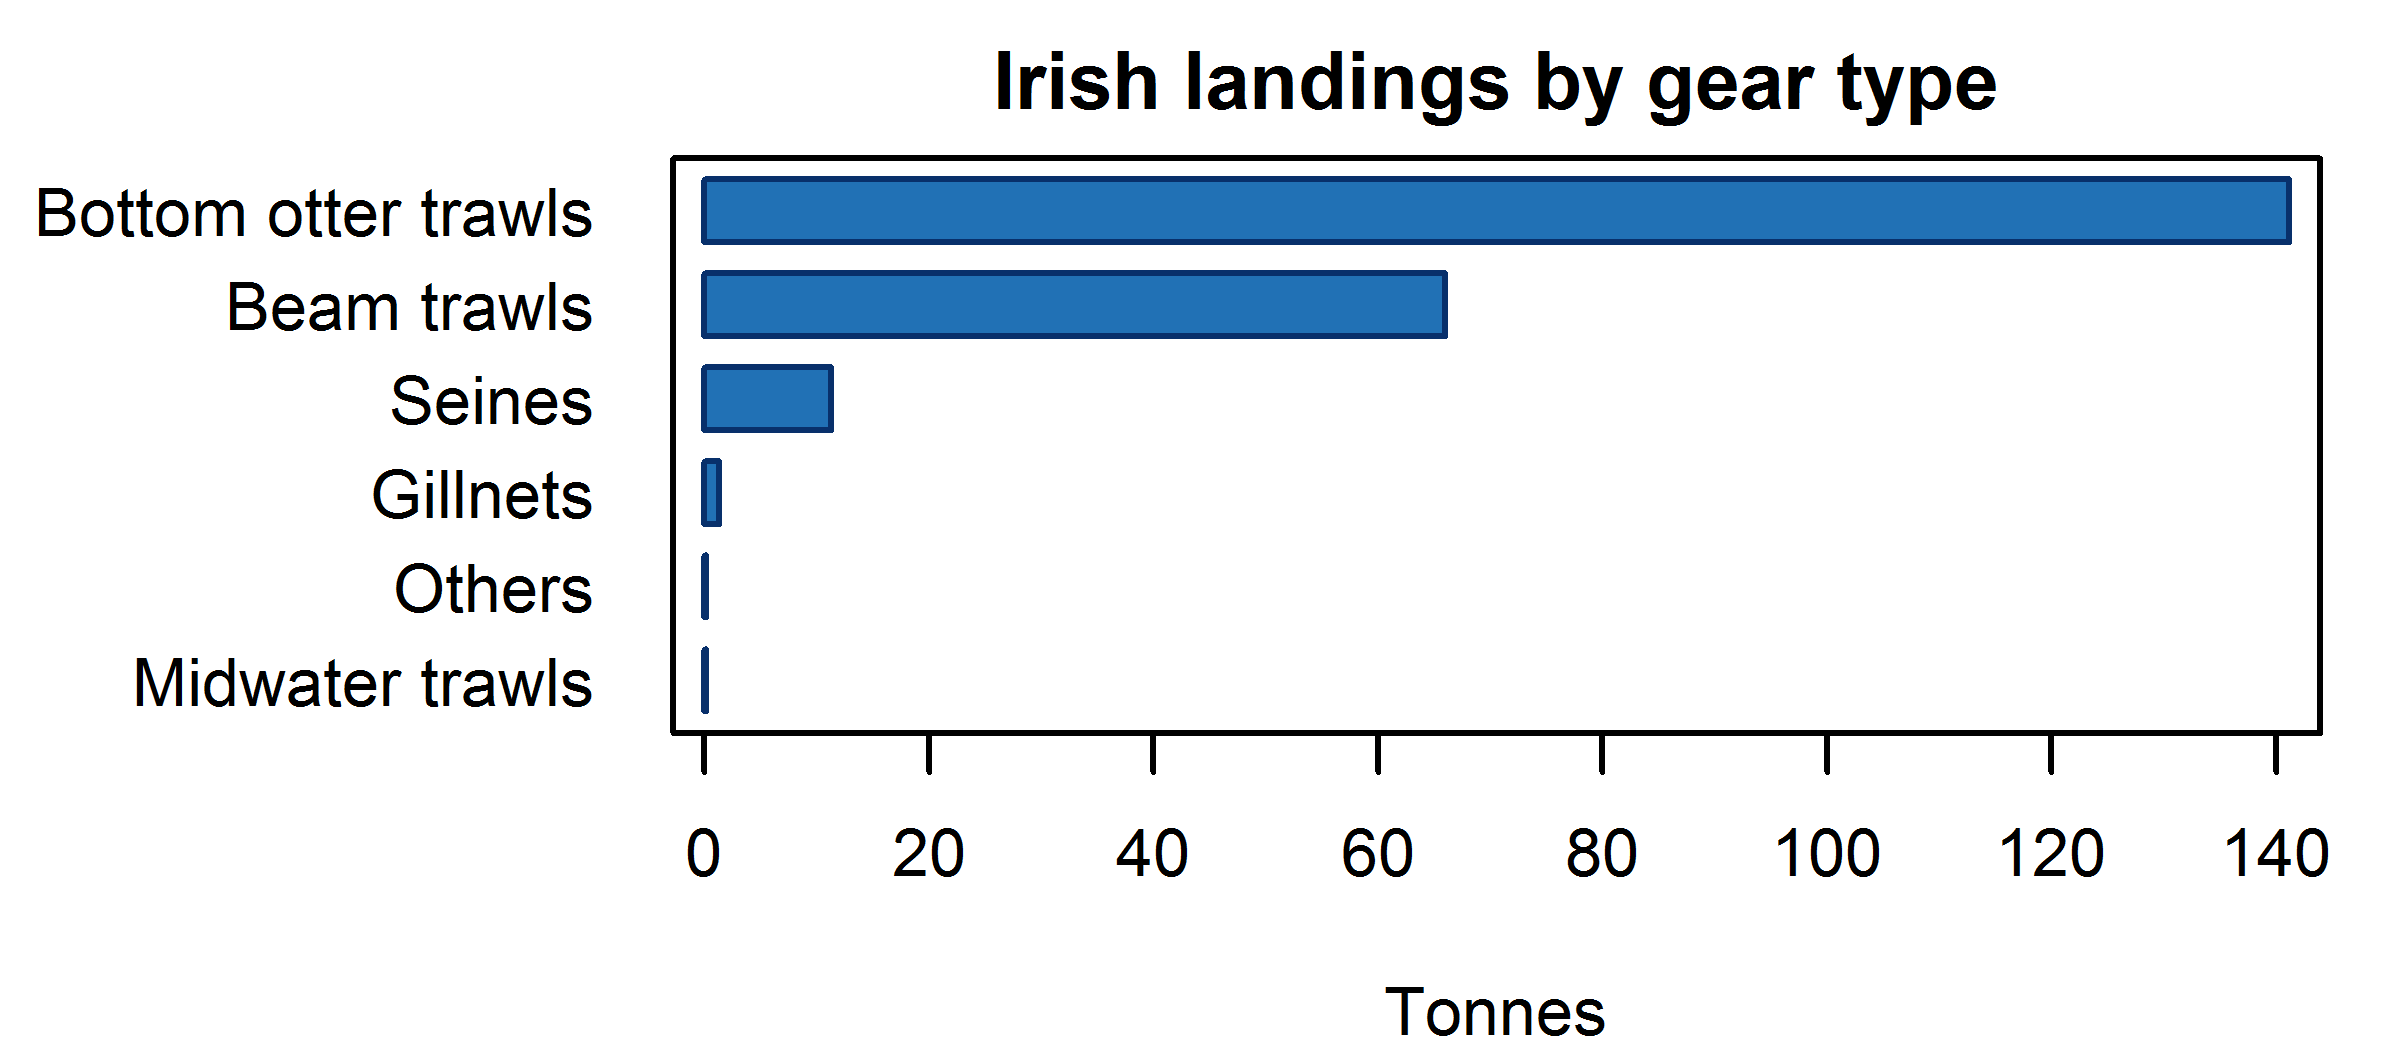 Irish landings by gear type
Bottom otter trawls
Beam trawls
Seines
Gillnets
Others
Midwater trawls
0 20 40 60 80 100 120 140
Tonnes